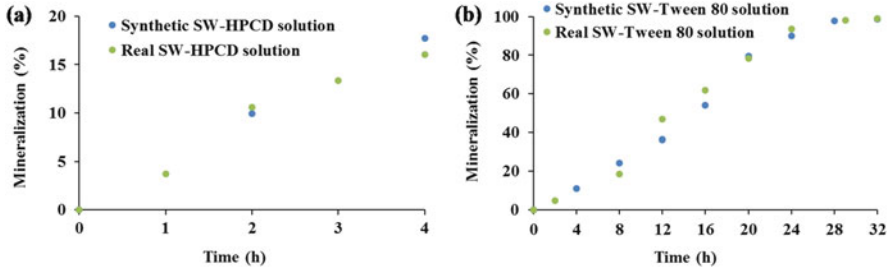 (a)
Synthetic SW-HPCD solution
Real SW-HPCD solution
Mineralization (%)
20
15
10
5
0
0 1 2 3 4
Time (h)
(b)
Synthetic SW-Tween 80 solution
Real SW-Tween 80 solution
Mineralization (%)
100
80
60
40
20
0
0 4 8 12 16 20 24 28 32
Time (h)